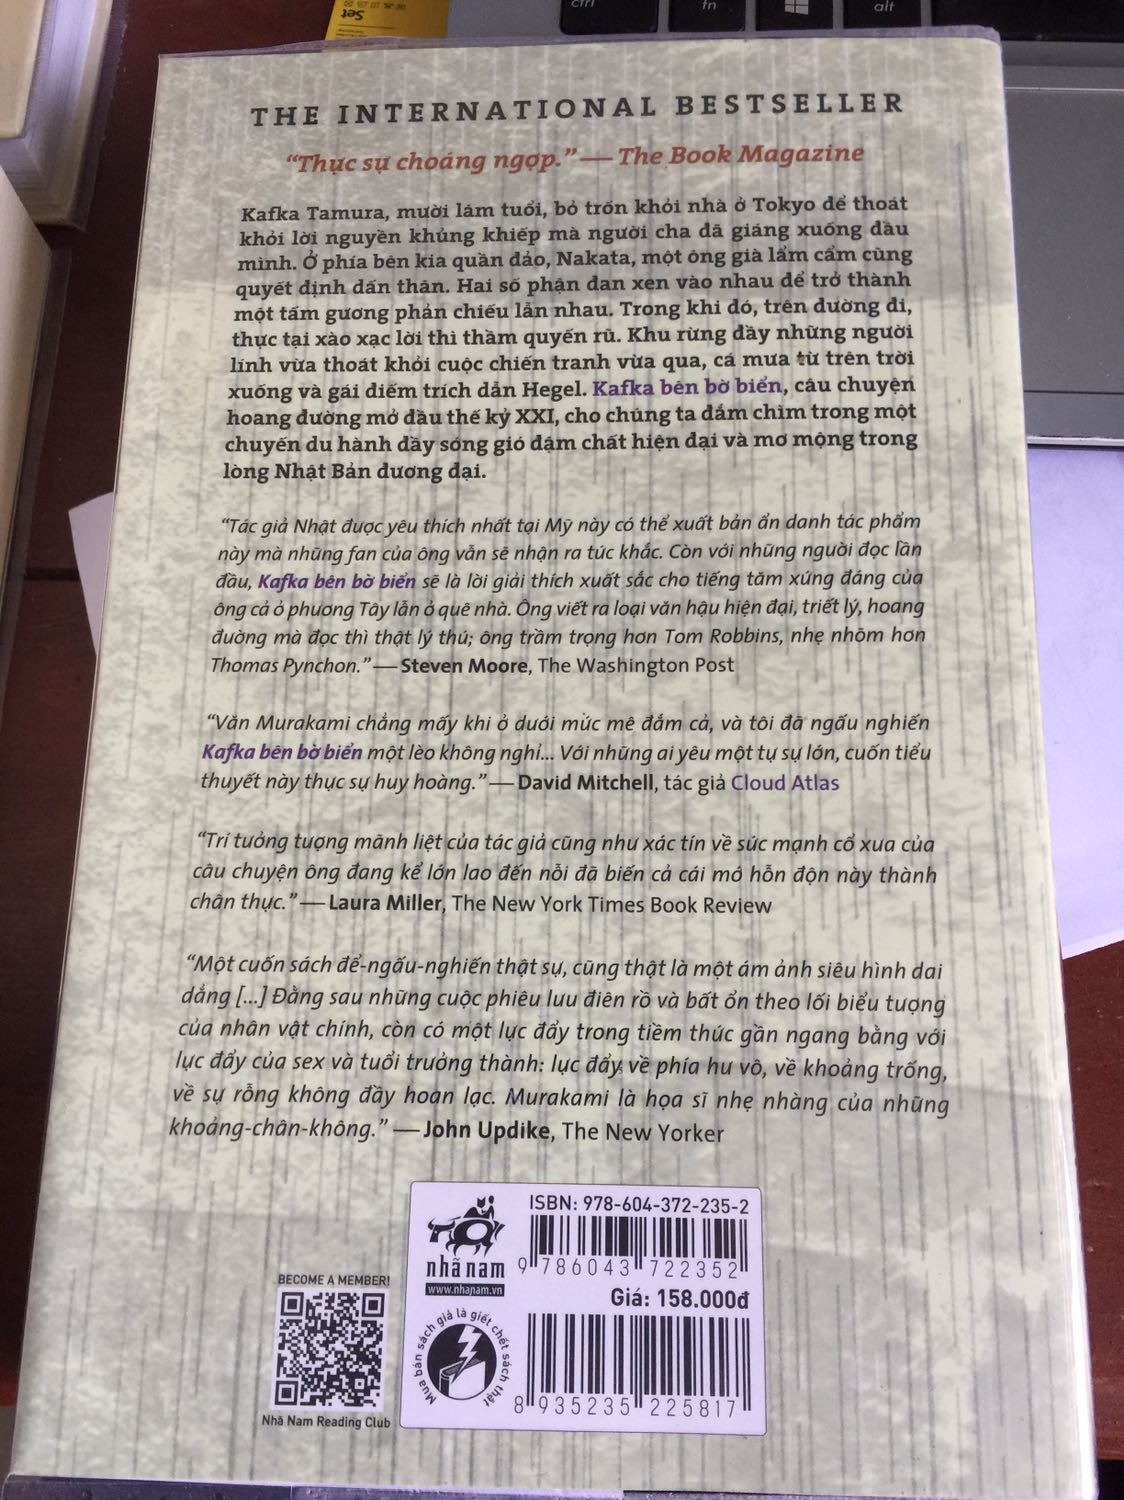 Set
ctrl
fn
alt
THE INTERNATIONAL BESTSELLER
“Thực sự choáng ngợp.” — The Book Magazine
Kafka Tamura, mười lăm tuổi, bỏ trốn khỏi nhà ở Tokyo để thoát
khỏi lời nguyền khủng khiếp mà người cha đã giáng xuống đầu
mình. Ở phía bên kia quần đảo, Nakata, một ông già lẩm cẩm cũng
quyết định dấn thân. Hai số phận đan xen vào nhau để trở thành
một tấm gương phản chiếu lẫn nhau. Trong khi đó, trên đường đi,
thực tại xào xạc lời thì thầm quyến rũ. Khu rừng đầy những người
lính vừa thoát khỏi cuộc chiến tranh vừa qua, cá mưa từ trên trời
xuống và gái điếm trích dẫn Hegel. Kafka bên bờ biển, câu chuyện
hoang đường mở đầu thế kỷ XXI, cho chúng ta đắm chìm trong một
chuyến du hành đầy sóng gió đậm chất hiện đại và mơ mộng trong
lòng Nhật Bản đương đại.
“Tác giả Nhật được yêu thích nhất tại Mỹ này có thể xuất bản ẩn danh tác phẩm
này mà những fan của ông vẫn sẽ nhận ra tức khắc. Còn với những người đọc lần
đầu, Kafka bên bờ biển sẽ là lời giải thích xuất sắc cho tiếng tăm xứng đáng của
ông cả ở phương Tây lẫn ở quê nhà. Ông viết ra loại văn hậu hiện đại, triết lý, hoang
đường mà đọc thì thật lý thú; ông trầm trọng hơn Tom Robbins, nhẹ nhõm hơn
Thomas Pynchon.” — Steven Moore, The Washington Post
“Văn Murakami chẳng mấy khi ở dưới mức mê đắm cả, và tôi đã ngấu nghiến
Kafka bên bờ biển một lèo không nghỉ... Với những ai yêu một tự sự lớn, cuốn tiểu
thuyết này thực sự huy hoàng.” — David Mitchell, tác giả Cloud Atlas
“Trí tưởng tượng mãnh liệt của tác giả cũng như xác tín về sức mạnh cổ xưa của
câu chuyện ông đang kể lớn lao đến nỗi đã biến cả cái mớ hỗn độn này thành
chân thực.” — Laura Miller, The New York Times Book Review
“Một cuốn sách để-ngấu-nghiến thật sự, cũng thật là một ám ảnh siêu hình dai
dẳng [...] Đằng sau những cuộc phiêu lưu điên rồ và bất ổn theo lối biểu tượng
của nhân vật chính, còn có một lực đẩy trong tiềm thức gần ngang bằng với
lực đẩy của sex và tuổi trưởng thành: lực đẩy về phía hư vô, về khoảng trống,
về sự rỗng không đầy hoan lạc. Murakami là họa sĩ nhẹ nhàng của những
khoảng-chân-không.” — John Updike, The New Yorker
BECOME A MEMBER!
Nhã Nam Reading Club
nhã nam
www.nhanam.vn
Mua bán sách giả là giết chết sách thật
ISBN: 978-604-372-235-2
9 786043 722352
Giá: 158.000đ
8 935235 225817